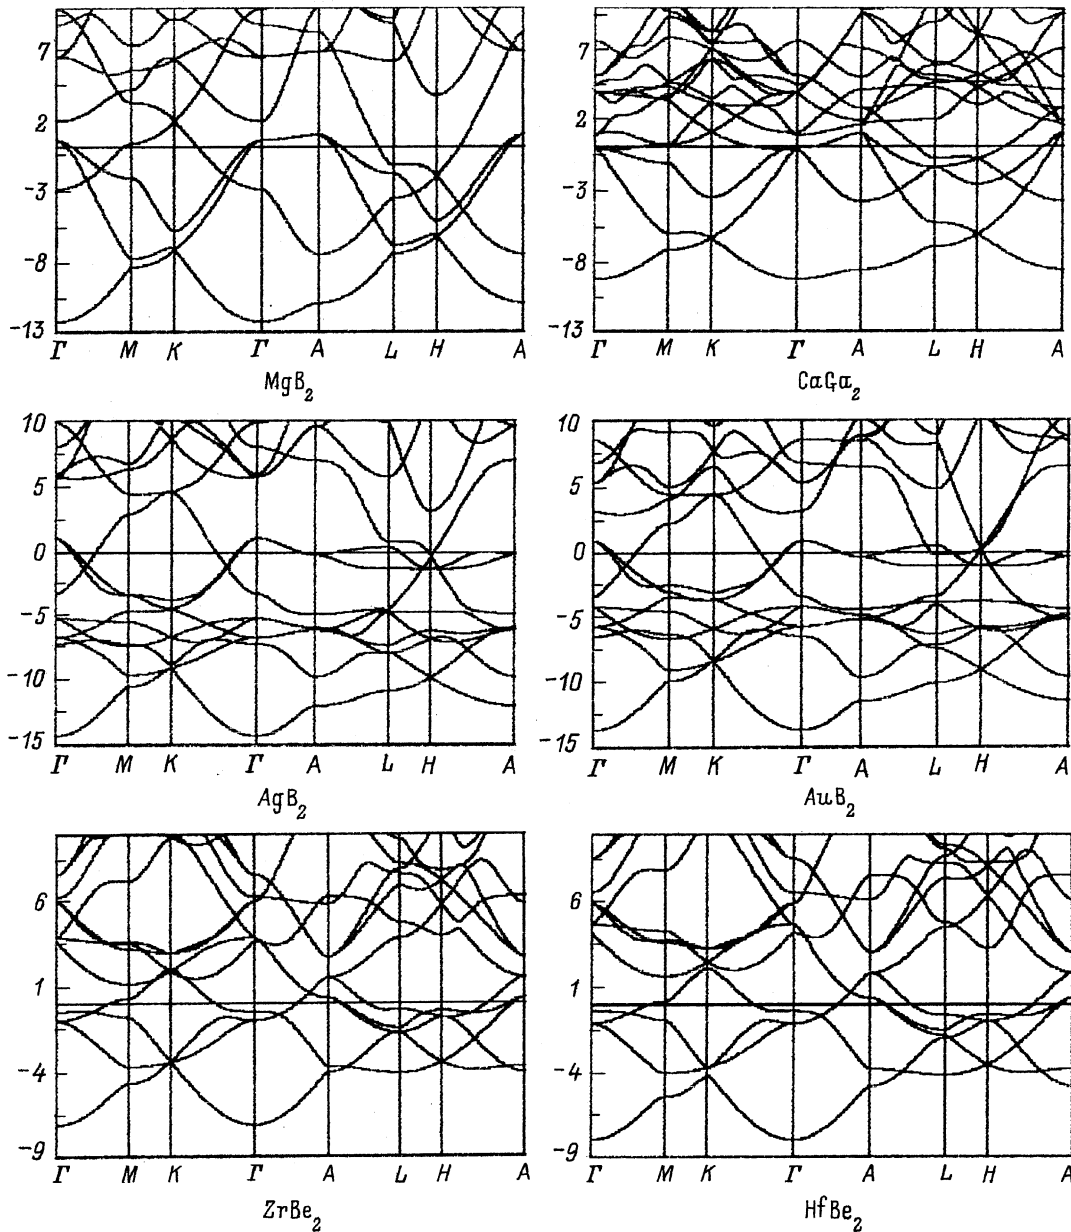 7
2
-3
-8
-13
Γ M K Γ A L H A
MgB2
7
2
-3
-8
-13
Γ M K Γ A L H A
CaGa2
10
5
0
-5
-10
-15
Γ M K Γ A L H A
AgB2
10
5
0
-5
-10
-15
Γ M K Γ A L H A
AuB2
6
1
-4
-9
Γ M K Γ A L H A
ZrBe2
6
1
-4
-9
Γ M K Γ A L H A
HfBe2